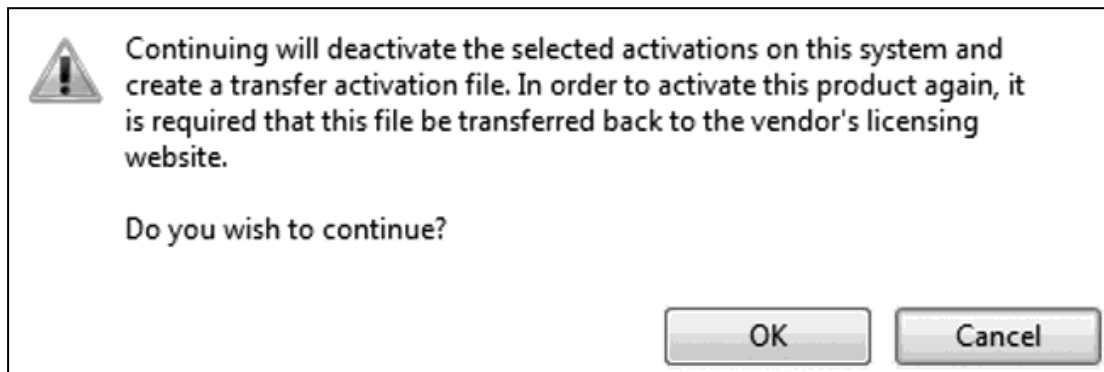 Continuing will deactivate the selected activations on this system and
create a transfer activation file. In order to activate this product again, it
is required that this file be transferred back to the vendor's licensing
website.
Do you wish to continue?
OK
Cancel